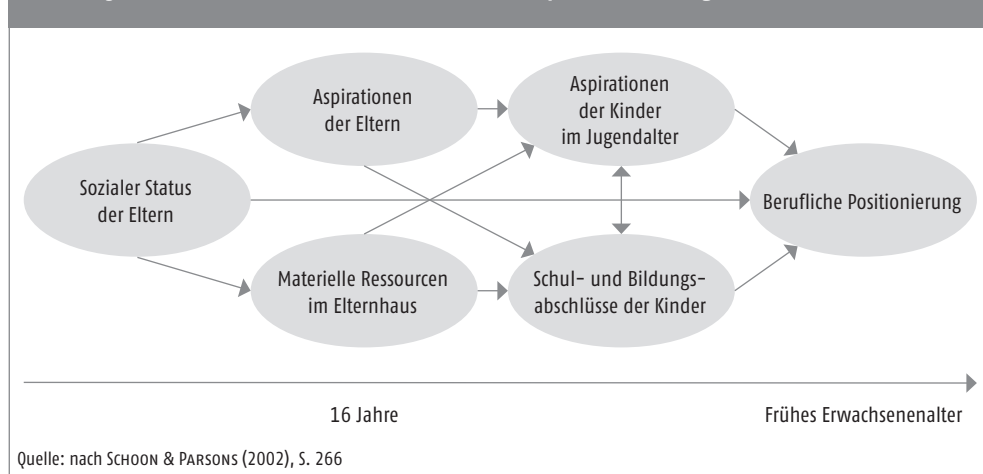 Aspirationen
der Eltern
Aspirationen
der Kinder
im Jugendalter
Sozialer Status
der Eltern
Berufliche Positionierung
Materielle Ressourcen
im Elternhaus
Schul- und Bildungs-
abschlüsse der Kinder
16 Jahre
Frühes Erwachsenenalter
Quelle: nach SCHOON & PARSONS (2002), S. 266